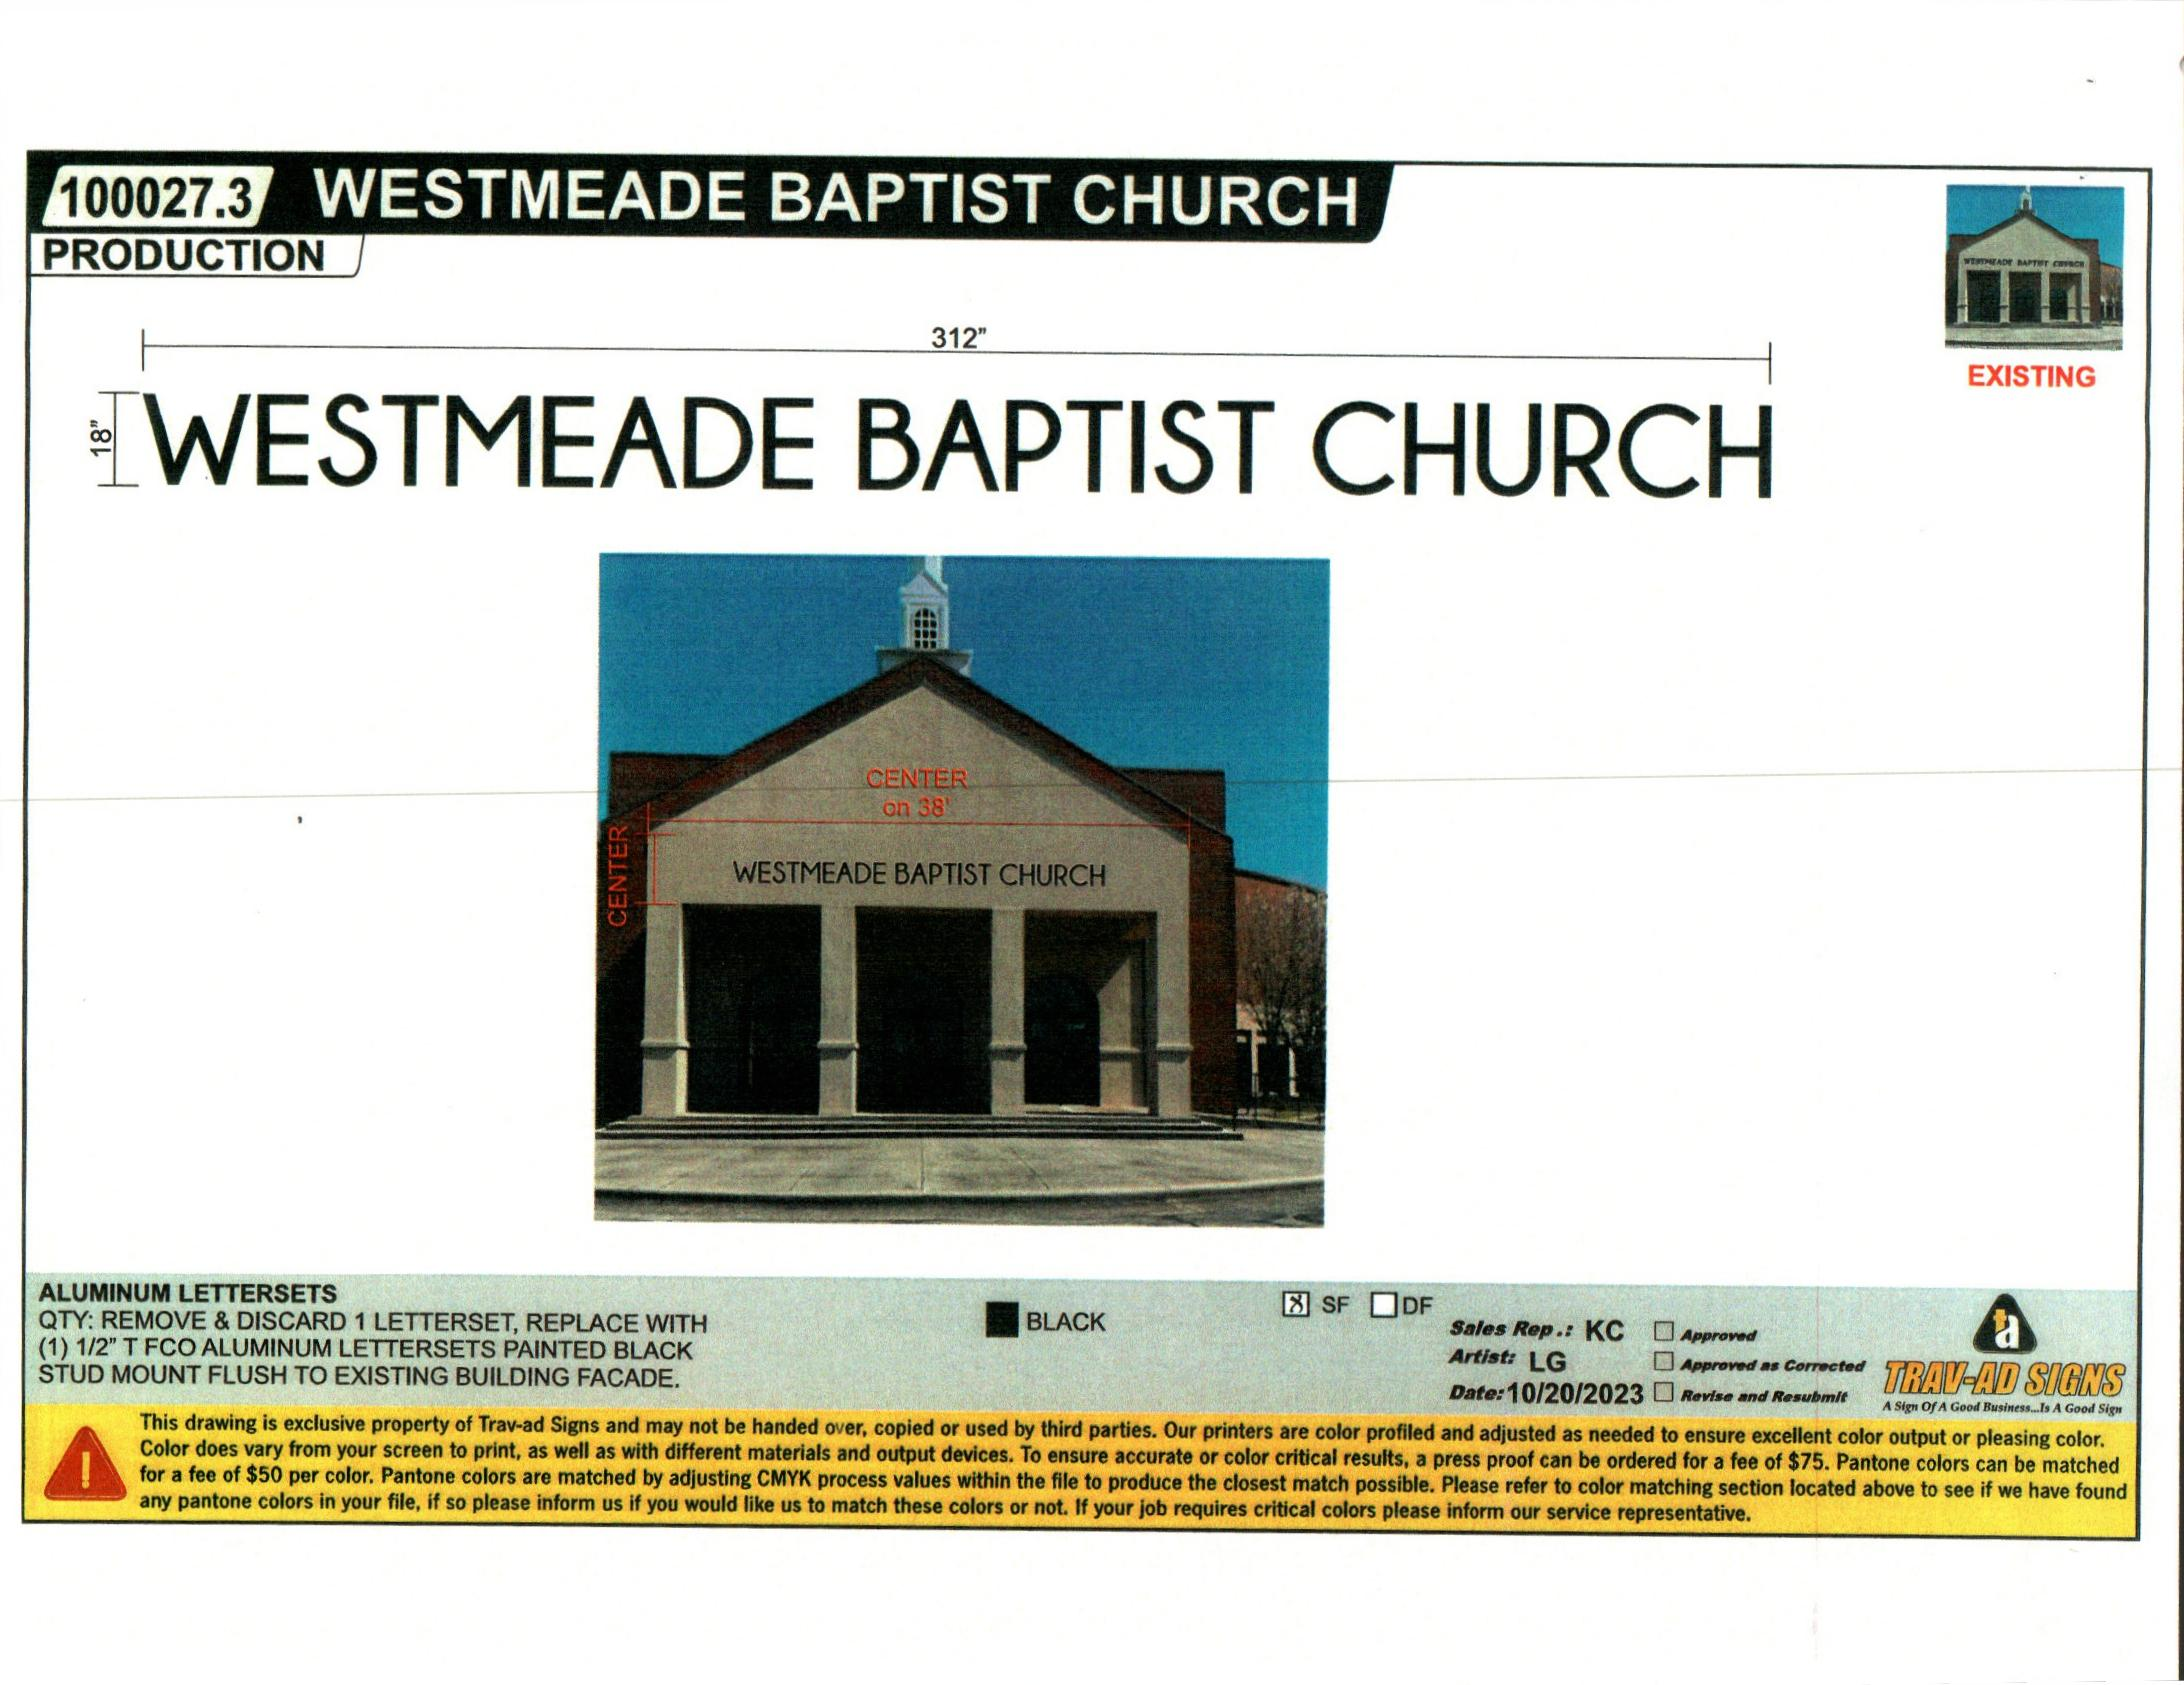 100027.3 WESTMEADE BAPTIST CHURCH
PRODUCTION
WESTMEADE BAPTIST CHURCH
EXISTING
312”
18”
WESTMEADE BAPTIST CHURCH
CENTER
on 38'
CENTER
WESTMEADE BAPTIST CHURCH
ALUMINUM LETTERSETS
QTY: REMOVE & DISCARD 1 LETTERSET, REPLACE WITH
(1) 1/2” T FCO ALUMINUM LETTERSETS PAINTED BLACK
STUD MOUNT FLUSH TO EXISTING BUILDING FACADE.
BLACK
SF DF
Sales Rep.: KC
Artist: LG
Date: 10/20/2023
Approved
Approved as Corrected
Revise and Resubmit
ta
TRAV-AD SIGNS
A Sign Of A Good Business...Is A Good Sign
This drawing is exclusive property of Trav-ad Signs and may not be handed over, copied or used by third parties. Our printers are color profiled and adjusted as needed to ensure excellent color output or pleasing color.
Color does vary from your screen to print, as well as with different materials and output devices. To ensure accurate or color critical results, a press proof can be ordered for a fee of $75. Pantone colors can be matched
for a fee of $50 per color. Pantone colors are matched by adjusting CMYK process values within the file to produce the closest match possible. Please refer to color matching section located above to see if we have found
any pantone colors in your file, if so please inform us if you would like us to match these colors or not. If your job requires critical colors please inform our service representative.